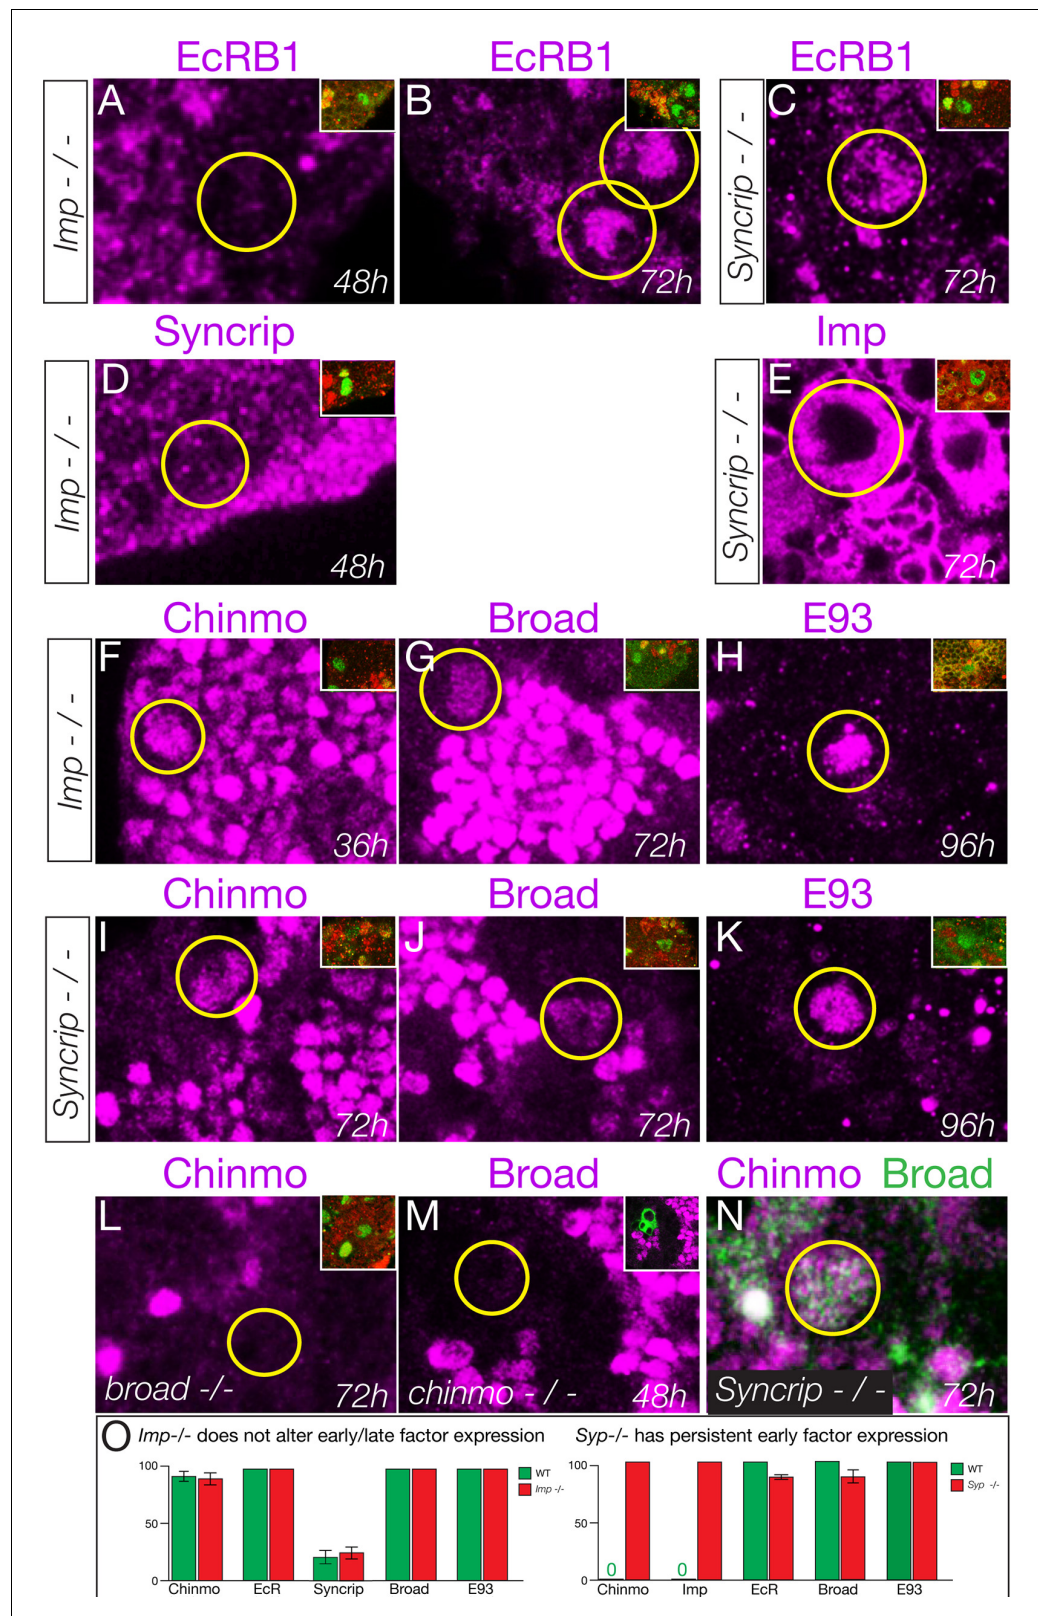 EcRB1 EcRB1 EcRB1
Imp - / -
A
48h
B
72h
Syncrip - / -
C
72h
Syncrip Imp
Imp - / -
D
48h
Syncrip - / -
E
72h
Chinmo Broad E93
Imp - / -
F
36h
G
72h
H
96h
Chinmo Broad E93
Syncrip - / -
I
72h
J
72h
K
96h
Chinmo Broad Chinmo Broad
L
broad -/-
72h
M
chinmo - / -
48h
N
Syncrip - / -
72h
O
Imp-/- does not alter early/late factor expression
100
50
0
WT
Imp -/-
Chinmo EcR Syncrip Broad E93
Syp-/- has persistent early factor expression
100
50
0
0 0
WT
Syp -/-
Chinmo Imp EcR Broad E93